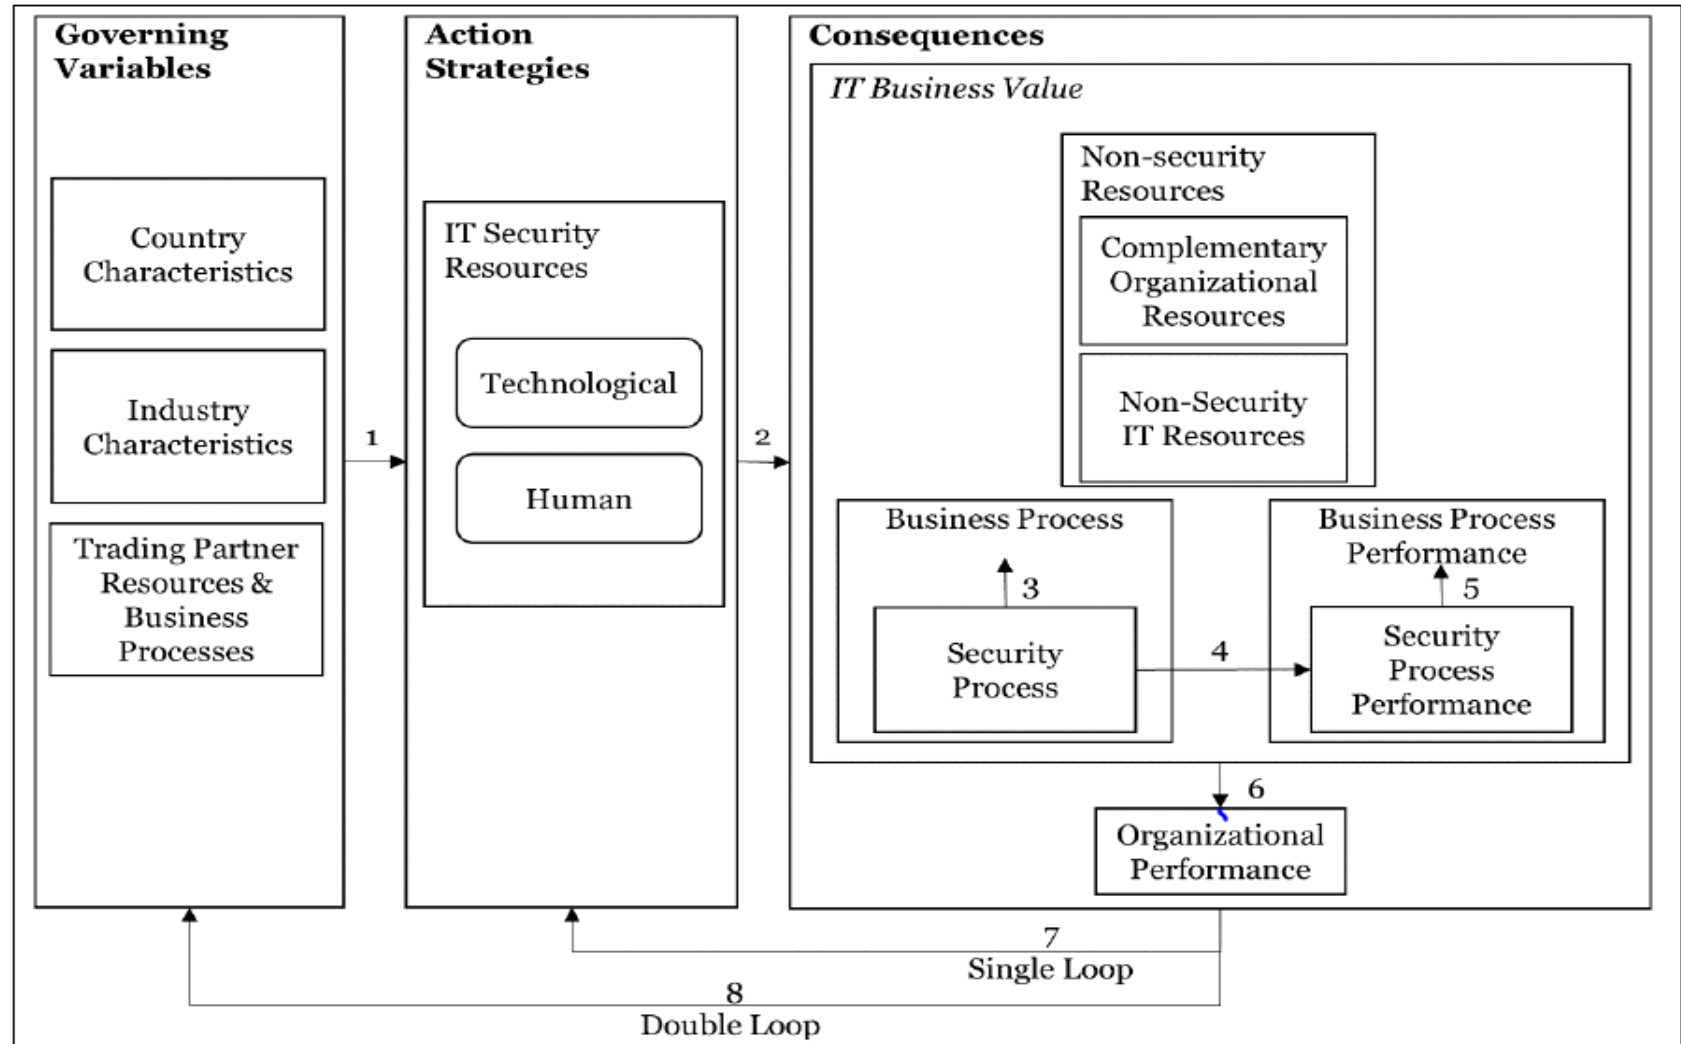 Governing
Variables
Country
Characteristics
Industry
Characteristics
Trading Partner
Resources &
Business
Processes
1
Action
Strategies
IT Security
Resources
Technological
Human
2
Consequences
IT Business Value
Non-security
Resources
Complementary
Organizational
Resources
Non-Security
IT Resources
Business Process
3
Security
Process
4
Business Process
Performance
5
Security
Process
Performance
6
Organizational
Performance
7
Single Loop
8
Double Loop